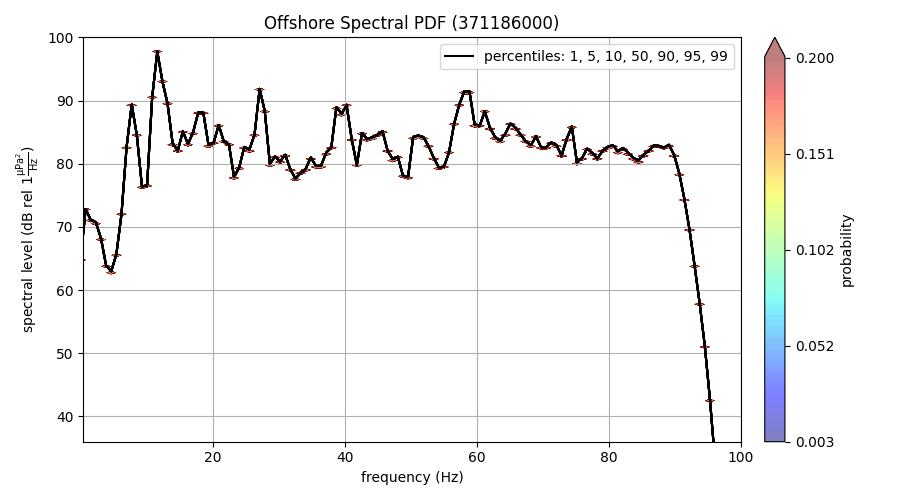 Offshore Spectral PDF (371186000)
percentiles: 1, 5, 10, 50, 90, 95, 99
spectral level (dB rel 1 μPa²/Hz)
100
90
80
70
60
50
40
20 40 60 80 100
frequency (Hz)
0.200
0.151
0.102
0.052
0.003
probability